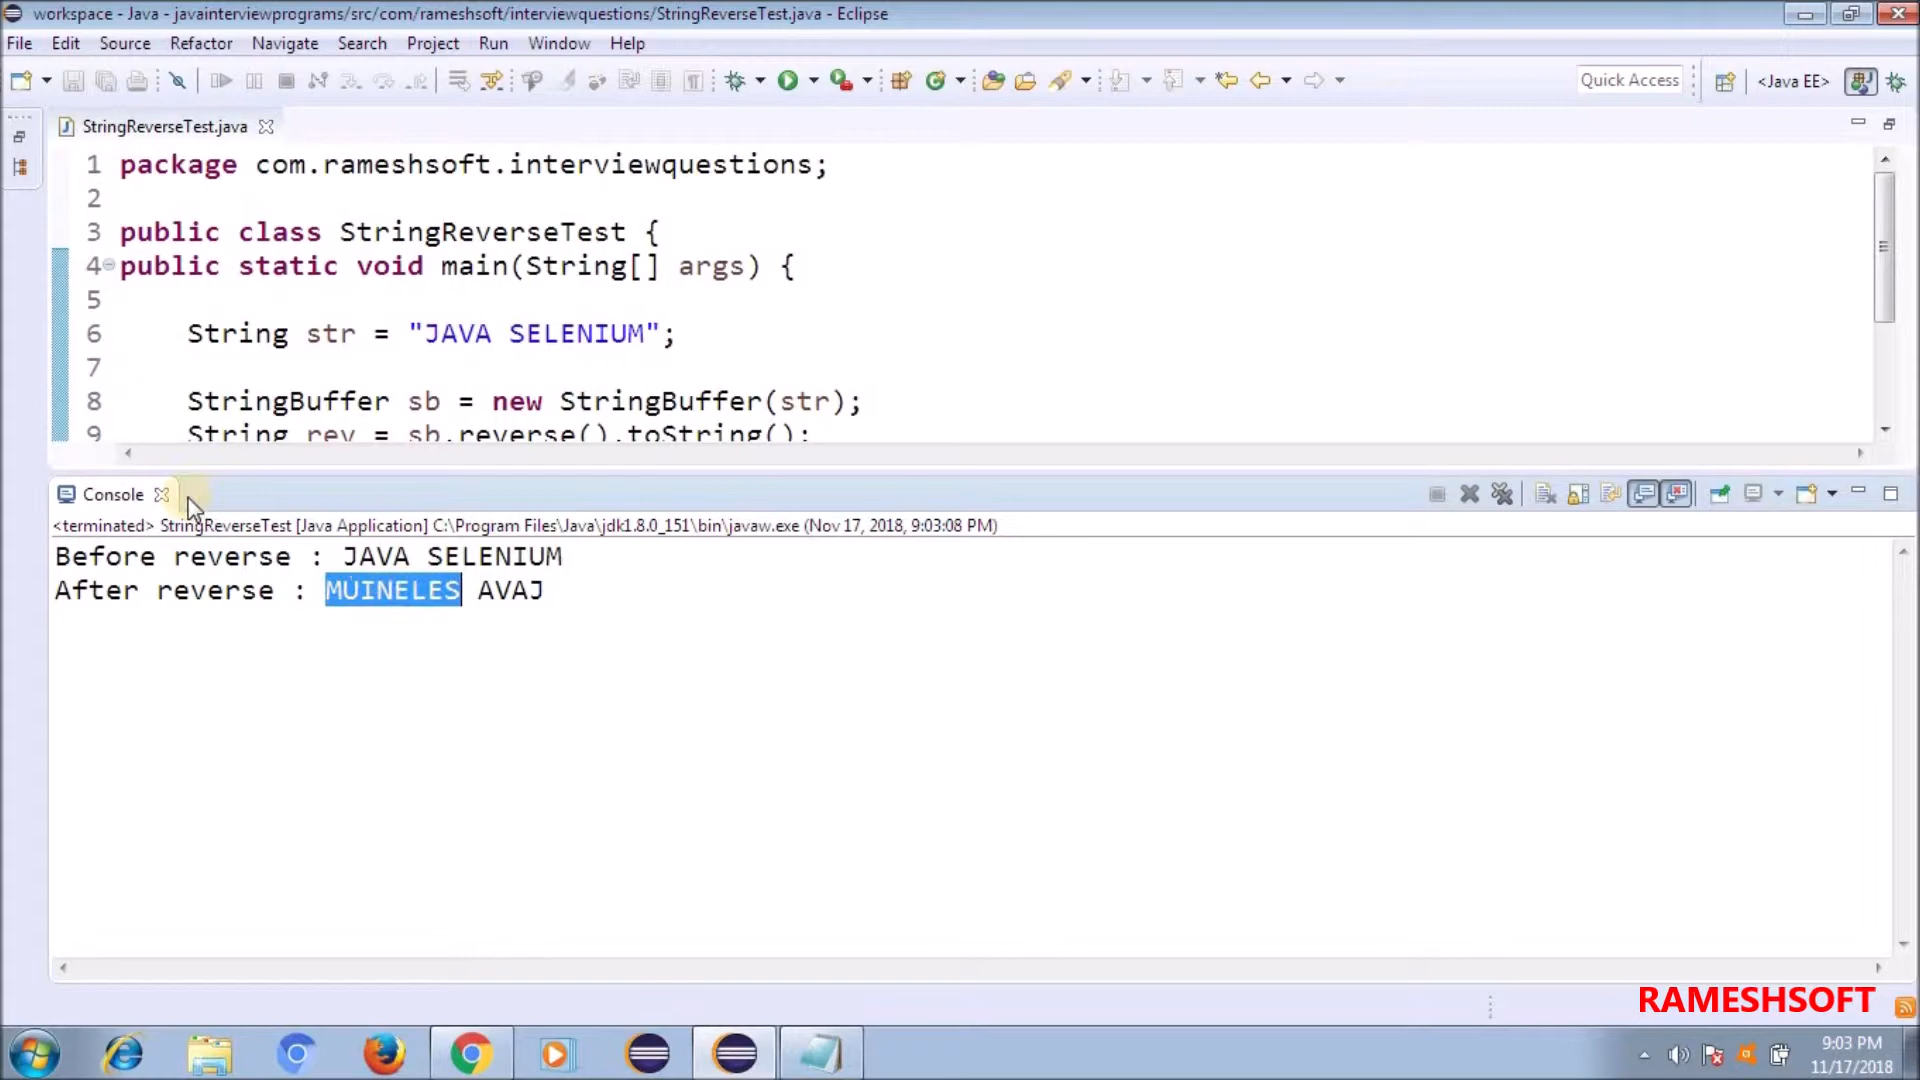 workspace - Java - javainterviewprograms/src/com/rameshsoft/interviewquestions/StringReverseTest.java - Eclipse
File Edit Source Refactor Navigate Search Project Run Window Help
Quick Access <Java EE>
StringReverseTest.java
1 package com.rameshsoft.interviewquestions;
2
3 public class StringReverseTest {
4 public static void main(String[] args) {
5
6 String str = "JAVA SELENIUM";
7
8 StringBuffer sb = new StringBuffer(str);
9 String rev = sb.reverse().toString();
Console
<terminated> StringReverseTest [Java Application] C:\Program Files\Java\jdk1.8.0_151\bin\javaw.exe (Nov 17, 2018, 9:03:08 PM)
Before reverse : JAVA SELENIUM
After reverse : MUINELES AVAJ
RAMESHSOFT
9:03 PM
11/17/2018